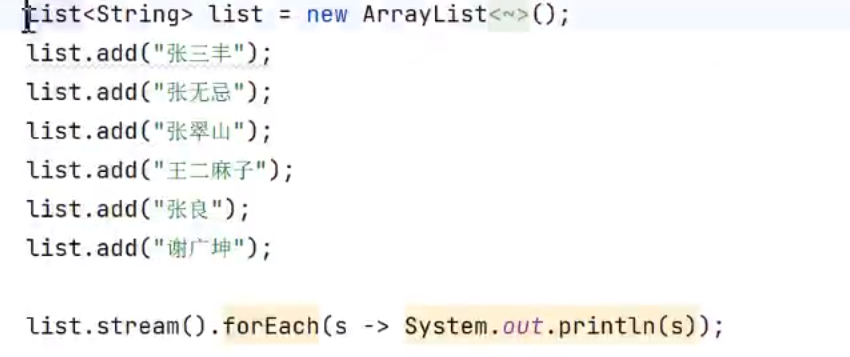 List<String> list = new ArrayList<~>();
list.add("张三丰");
list.add("张无忌");
list.add("张翠山");
list.add("王二麻子");
list.add("张良");
list.add("谢广坤");
list.stream().forEach(s -> System.out.println(s));